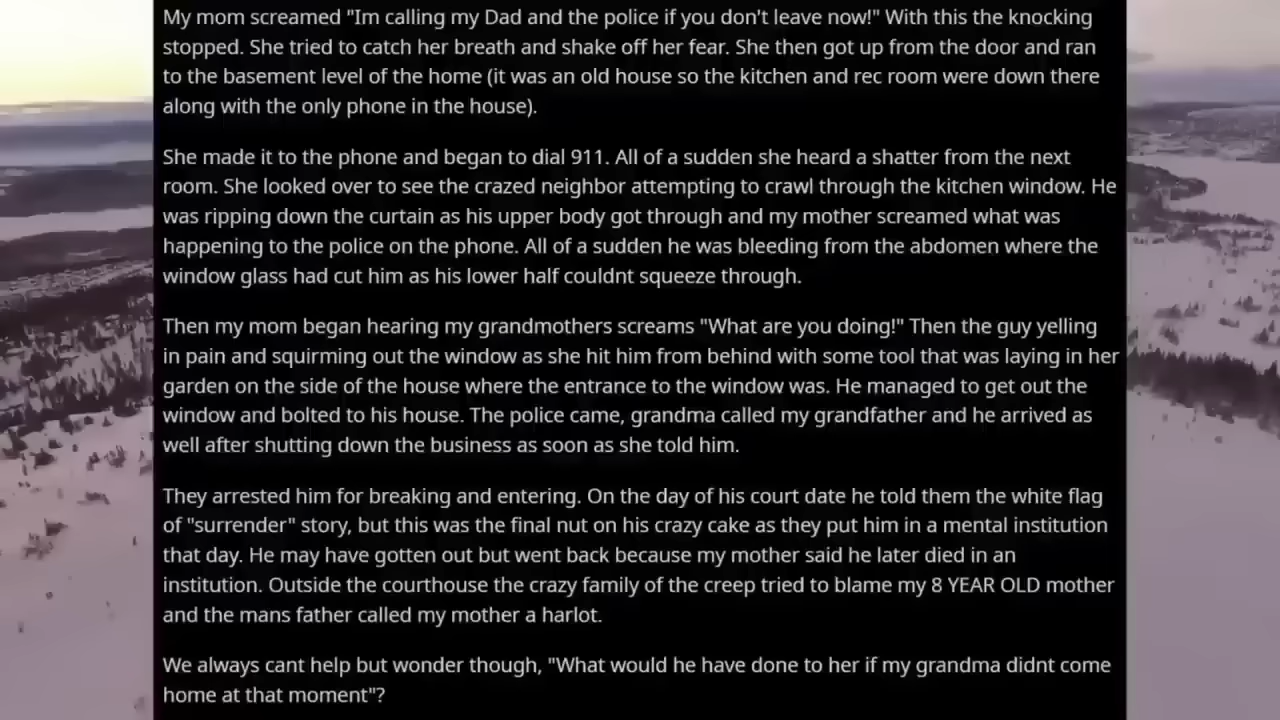 My mom screamed "Im calling my Dad and the police if you don't leave now!" With this the knocking
stopped. She tried to catch her breath and shake off her fear. She then got up from the door and ran
to the basement level of the home (it was an old house so the kitchen and rec room were down there
along with the only phone in the house).
She made it to the phone and began to dial 911. All of a sudden she heard a shatter from the next
room. She looked over to see the crazed neighbor attempting to crawl through the kitchen window. He
was ripping down the curtain as his upper body got through and my mother screamed what was
happening to the police on the phone. All of a sudden he was bleeding from the abdomen where the
window glass had cut him as his lower half couldnt squeeze through.
Then my mom began hearing my grandmothers screams "What are you doing!" Then the guy yelling
in pain and squirming out the window as she hit him from behind with some tool that was laying in her
garden on the side of the house where the entrance to the window was. He managed to get out the
window and bolted to his house. The police came, grandma called my grandfather and he arrived as
well after shutting down the business as soon as she told him.
They arrested him for breaking and entering. On the day of his court date he told them the white flag
of "surrender" story, but this was the final nut on his crazy cake as they put him in a mental institution
that day. He may have gotten out but went back because my mother said he later died in an
institution. Outside the courthouse the crazy family of the creep tried to blame my 8 YEAR OLD mother
and the mans father called my mother a harlot.
We always cant help but wonder though, "What would he have done to her if my grandma didnt come
home at that moment"?